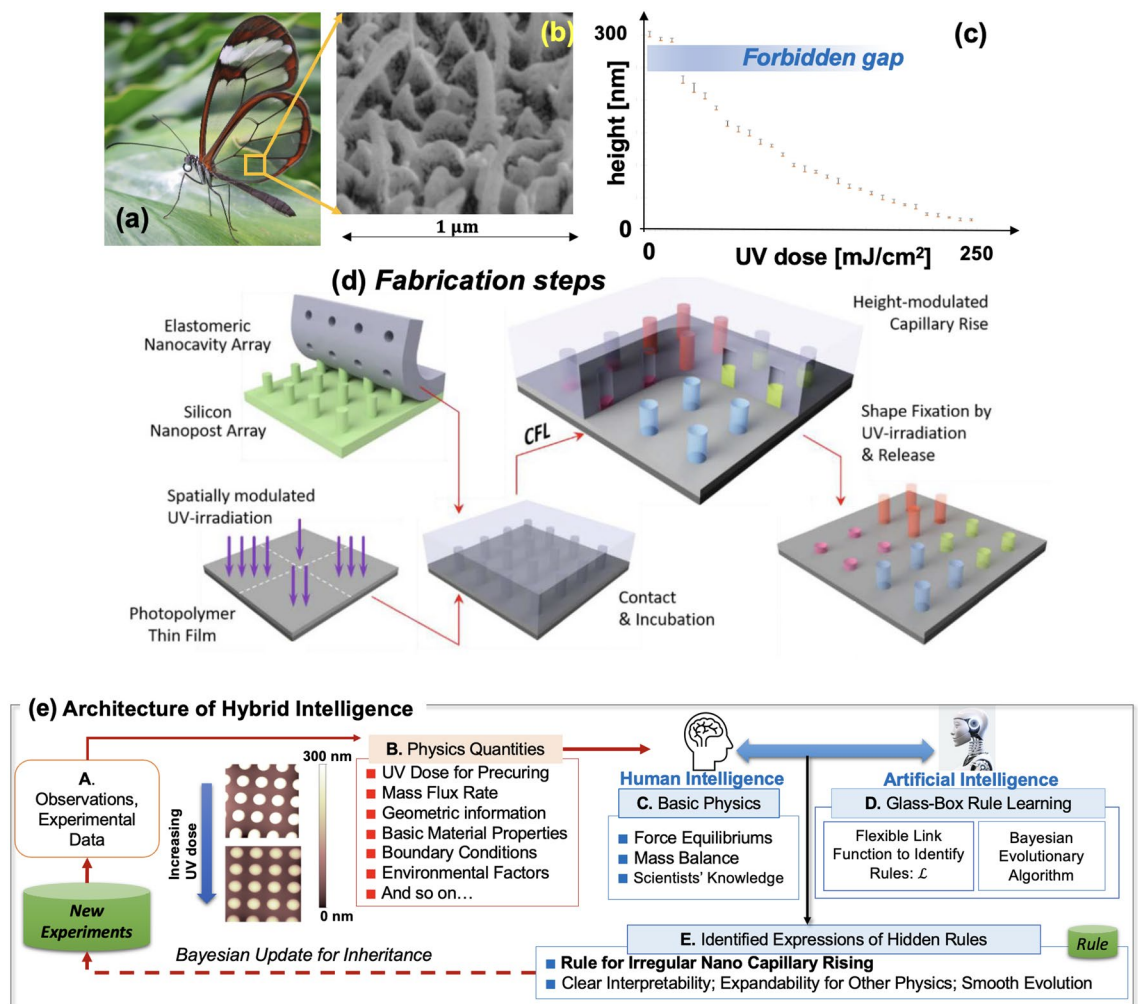 (a)
(b)
1 µm
(c)
300
Forbidden gap
height [nm]
0
0
UV dose [mJ/cm²]
250
(d) Fabrication steps
Elastomeric
Nanocavity Array
Silicon
Nanopost Array
Spatially modulated
UV-irradiation
Photopolymer
Thin Film
CFL
Contact
& Incubation
Height-modulated
Capillary Rise
Shape Fixation by
UV-irradiation
& Release
(e) Architecture of Hybrid Intelligence
A.
Observations,
Experimental
Data
New
Experiments
Increasing
UV dose
300 nm
0 nm
B. Physics Quantities
UV Dose for Precuring
Mass Flux Rate
Geometric information
Basic Material Properties
Boundary Conditions
Environmental Factors
And so on…
Human Intelligence
C. Basic Physics
Force Equilibriums
Mass Balance
Scientists' Knowledge
Artificial Intelligence
D. Glass-Box Rule Learning
Flexible Link
Function to Identify
Rules: ℒ
Bayesian
Evolutionary
Algorithm
E. Identified Expressions of Hidden Rules
Rule
Rule for Irregular Nano Capillary Rising
Clear Interpretability; Expandability for Other Physics; Smooth Evolution
Bayesian Update for Inheritance